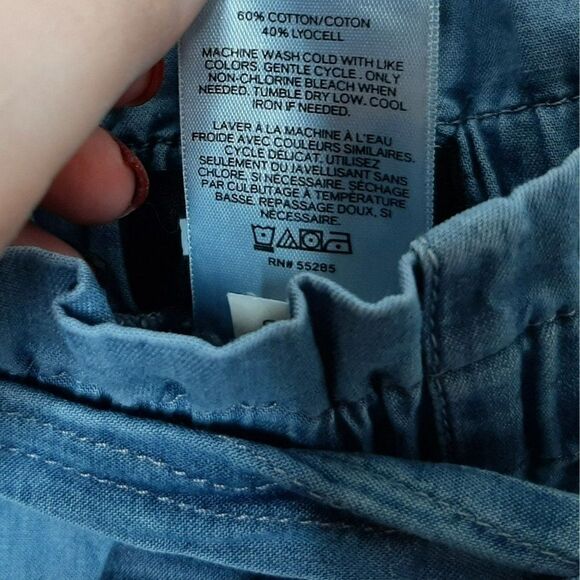 60% COTTON/COTON
40% LYOCELL
MACHINE WASH COLD WITH LIKE
COLORS. GENTLE CYCLE. ONLY
NON-CHLORINE BLEACH WHEN
NEEDED. TUMBLE DRY LOW. COOL
IRON IF NEEDED.
LAVER À LA MACHINE À L'EAU
FROIDE AVEC COULEURS SIMILAIRES.
CYCLE DÉLICAT. UTILISEZ
SEULEMENT DU JAVELLISANT SANS
CHLORE, SI NÉCESSAIRE. SÉCHAGE
PAR CULBUTAGE À TEMPÉRATURE
BASSE. REPASSAGE DOUX, SI
NÉCESSAIRE.
RN# 55285